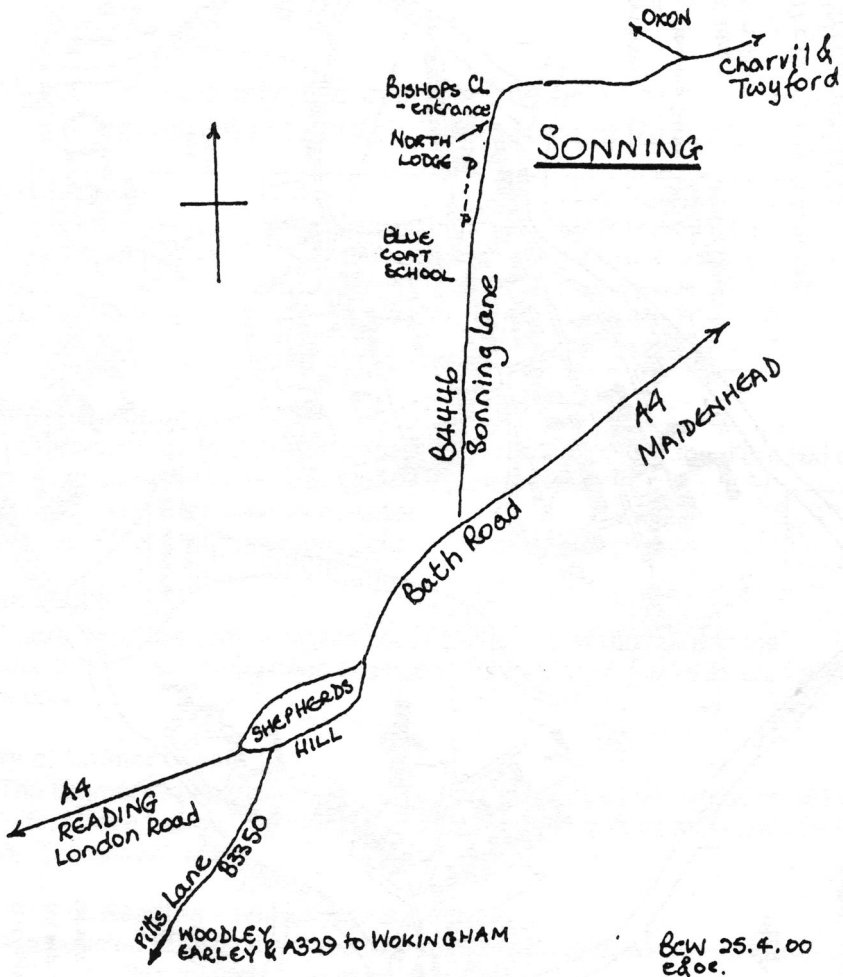 OXON
Charvil &
Twyford
BISHOPS CL
- entrance
NORTH
LODGE
SONNING
P
P
BLUE
COAT
SCHOOL
B4446
Sonning Lane
A4
MAIDENHEAD
Bath Road
SHEPHERDS
HILL
A4
READING
London Road
Pitts Lane
B3350
WOODLEY
EARLEY & A329 to WOKINGHAM
BCW 25.4.00
e&oe.